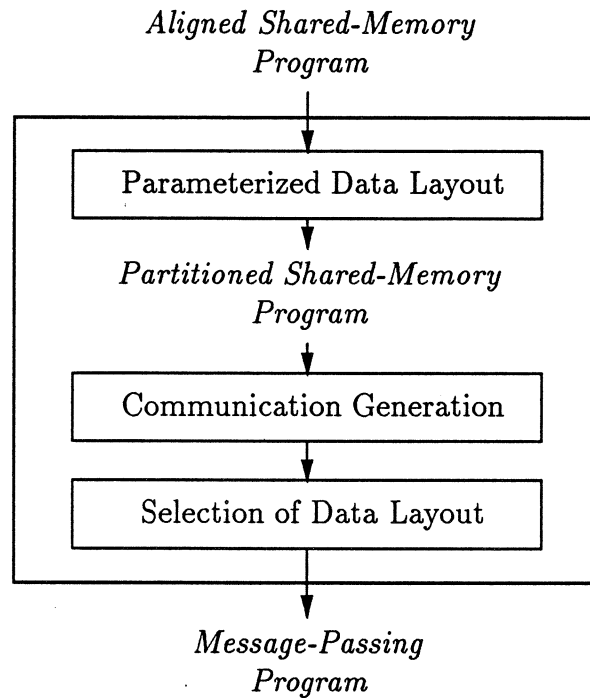 Aligned Shared-Memory
Program
Parameterized Data Layout
Partitioned Shared-Memory
Program
Communication Generation
Selection of Data Layout
Message-Passing
Program